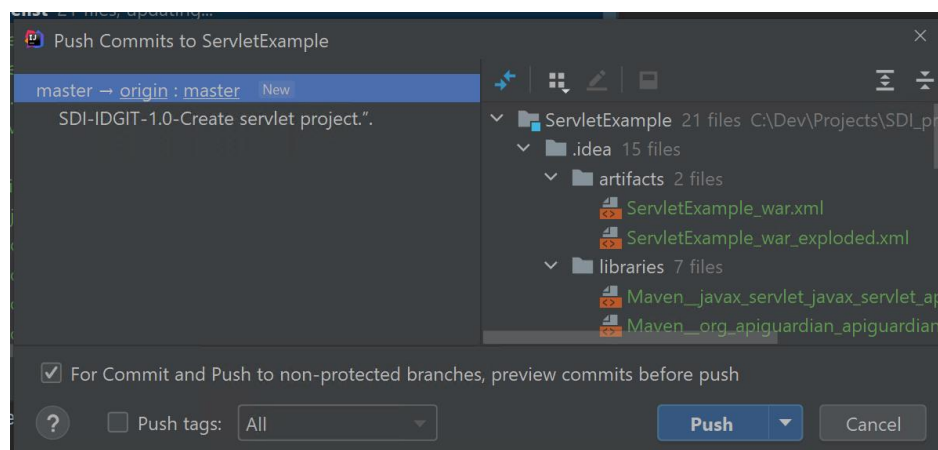 Push Commits to ServletExample
master → origin : master New
SDI-IDGIT-1.0-Create servlet project.".
ServletExample 21 files C:\Dev\Projects\SDI_pr
.idea 15 files
artifacts 2 files
ServletExample_war.xml
ServletExample_war_exploded.xml
libraries 7 files
Maven__javax_servlet_javax_servlet_ap
Maven__org_apiguardian_apiguardian
For Commit and Push to non-protected branches, preview commits before push
? Push tags: All Push Cancel